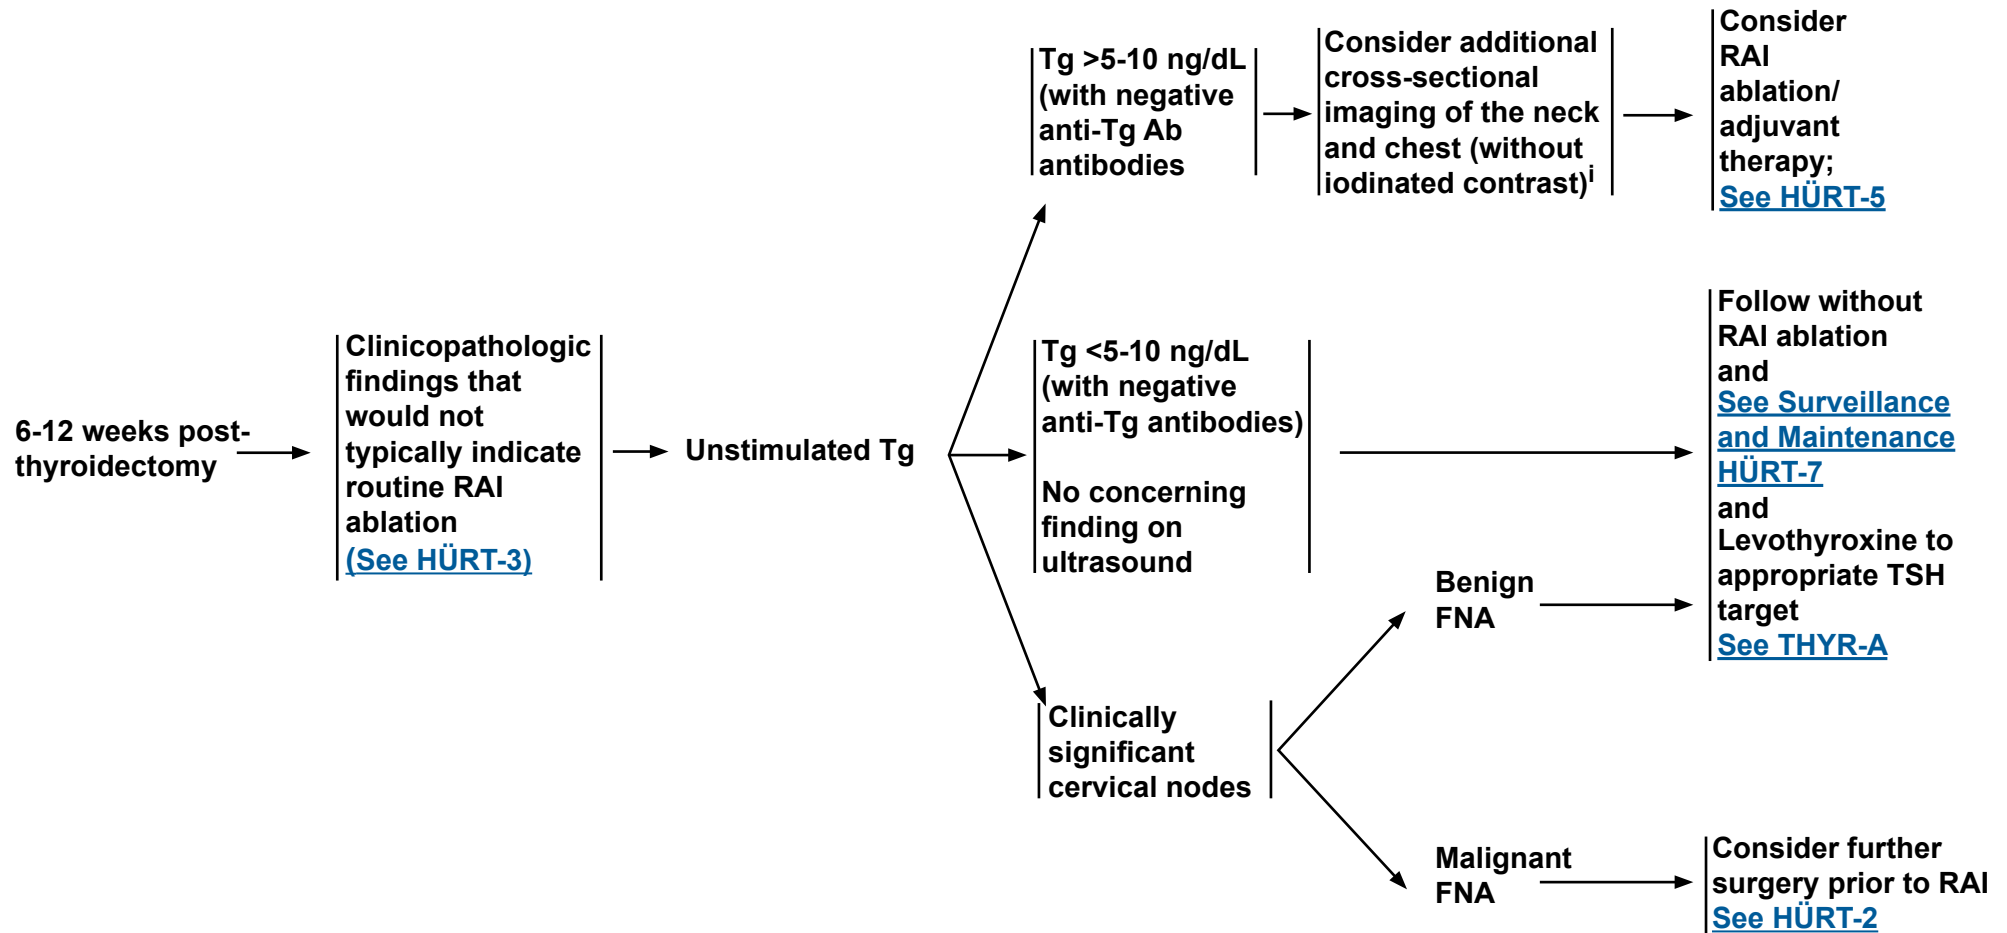 6-12 weeks post-
thyroidectomy
Clinicopathologic
findings that
would not
typically indicate
routine RAI
ablation
(See HÜRT-3)
Unstimulated Tg
Tg >5-10 ng/dL
(with negative
anti-Tg Ab
antibodies
Consider additional
cross-sectional
imaging of the neck
and chest (without
iodinated contrast)i
Consider
RAI
ablation/
adjuvant
therapy;
See HÜRT-5
Tg <5-10 ng/dL
(with negative
anti-Tg antibodies)
No concerning
finding on
ultrasound
Follow without
RAI ablation
and
See Surveillance
and Maintenance
HÜRT-7
and
Levothyroxine to
appropriate TSH
target
See THYR-A
Clinically
significant
cervical nodes
Benign
FNA
Malignant
FNA
Consider further
surgery prior to RAI
See HÜRT-2